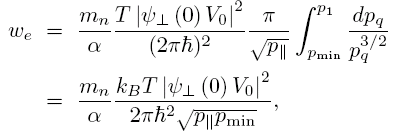 w_e = \frac{m_n}{\alpha} \frac{T |\psi_\perp (0) V_0|^2}{(2\pi\hbar)^2} \frac{\pi}{\sqrt{p_\parallel}} \int_{p_{\min}}^{p_1} \frac{dp_q}{p_q^{3/2}}
= \frac{m_n}{\alpha} \frac{k_B T |\psi_\perp (0) V_0|^2}{2\pi\hbar^2 \sqrt{p_\parallel p_{\min}}},